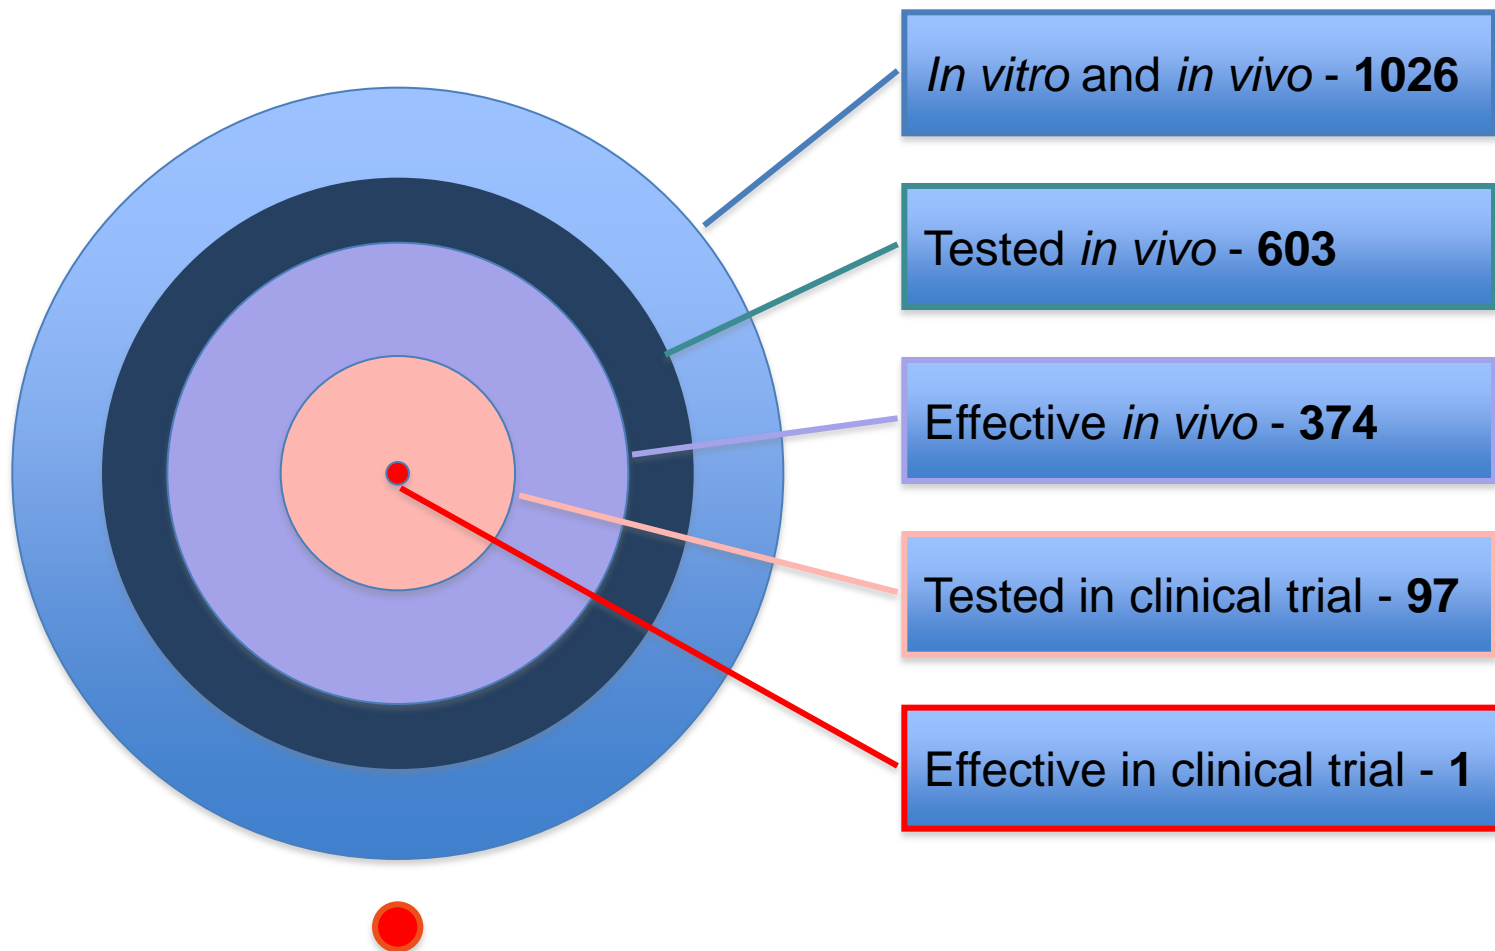 In vitro and in vivo - 1026
Tested in vivo - 603
Effective in vivo - 374
Tested in clinical trial - 97
Effective in clinical trial - 1